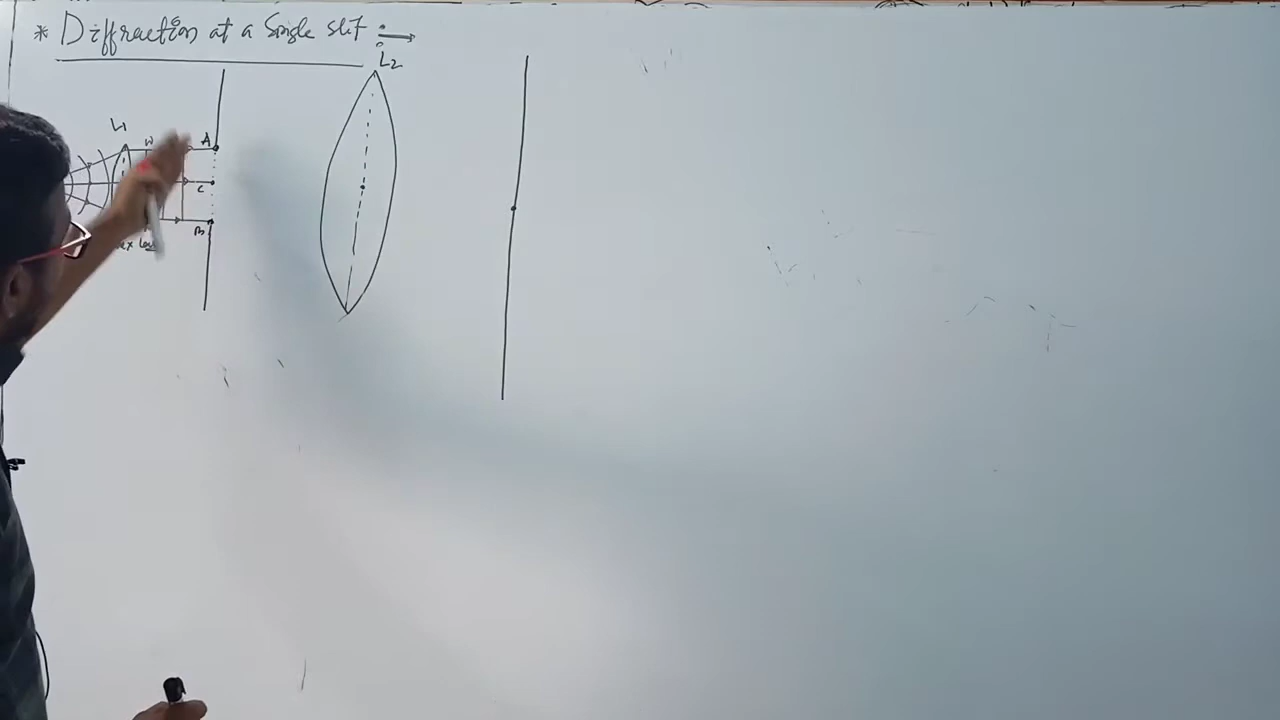 * Diffraction at a Single slit :→
L2
L1
W
A
C
B